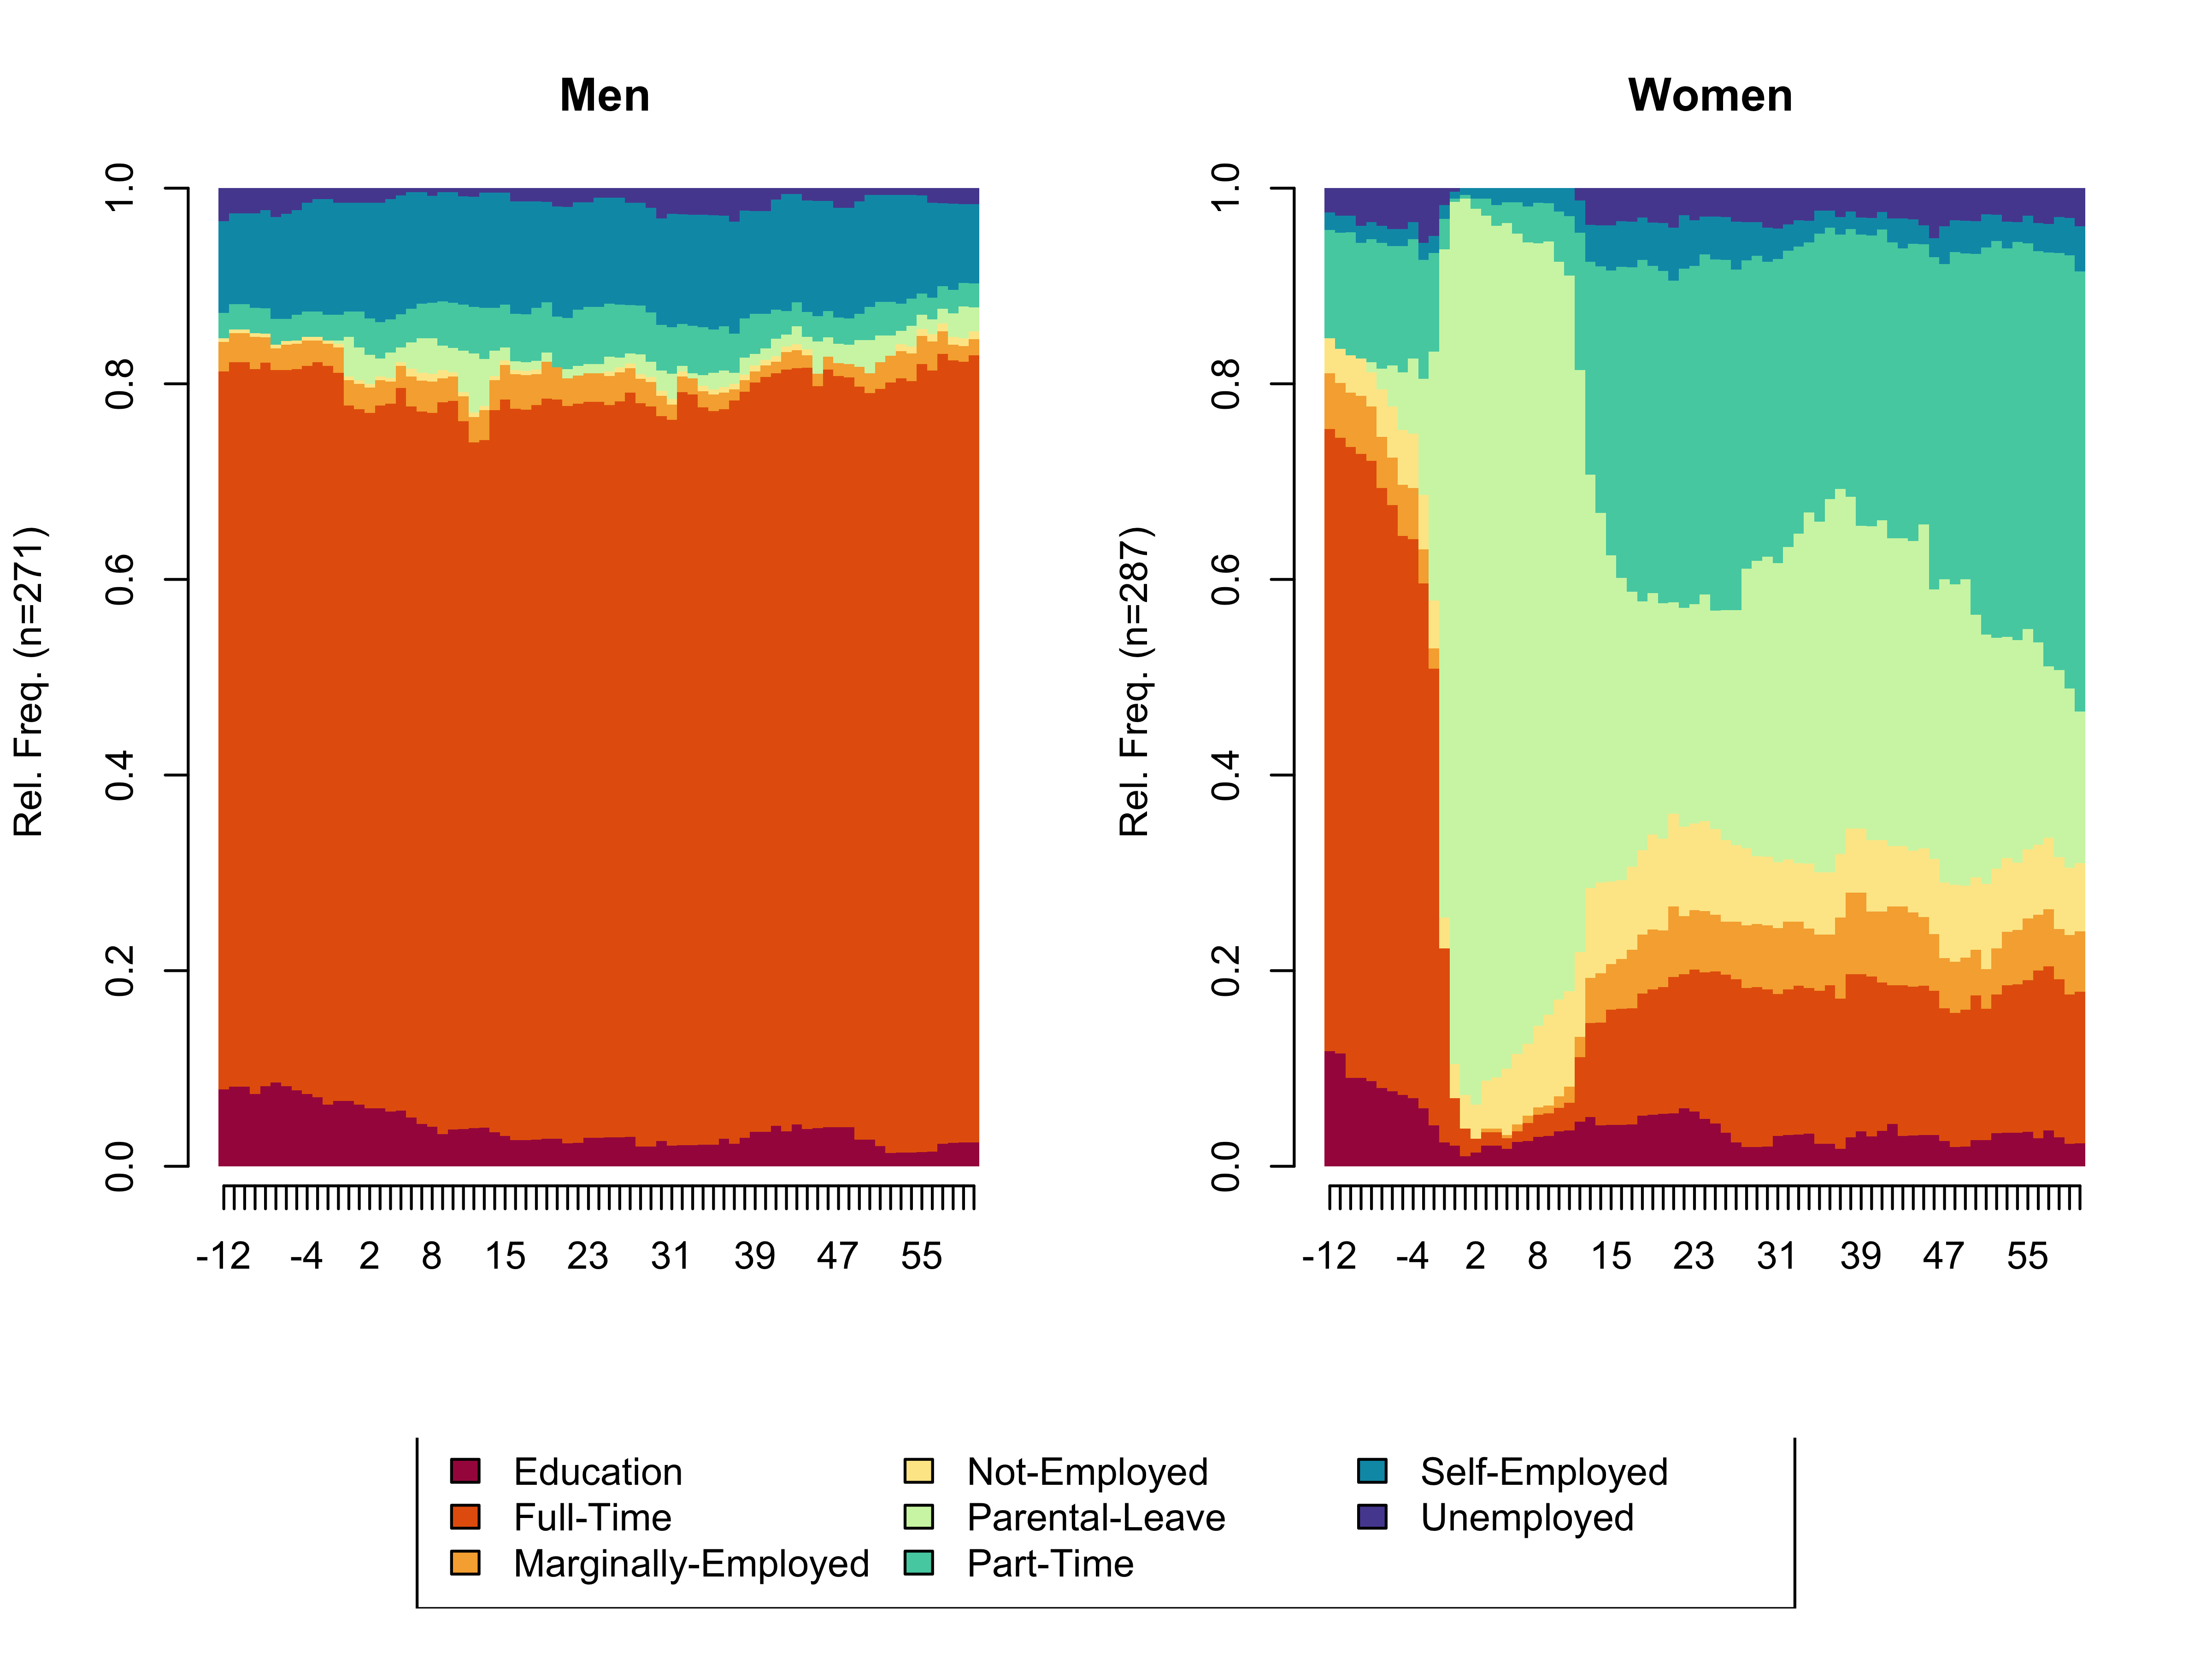 Men
Women
Rel. Freq. (n=271)
0.0 0.2 0.4 0.6 0.8 1.0
-12 -4 2 8 15 23 31 39 47 55
Rel. Freq. (n=287)
0.0 0.2 0.4 0.6 0.8 1.0
-12 -4 2 8 15 23 31 39 47 55
Education
Full-Time
Marginally-Employed
Not-Employed
Parental-Leave
Part-Time
Self-Employed
Unemployed